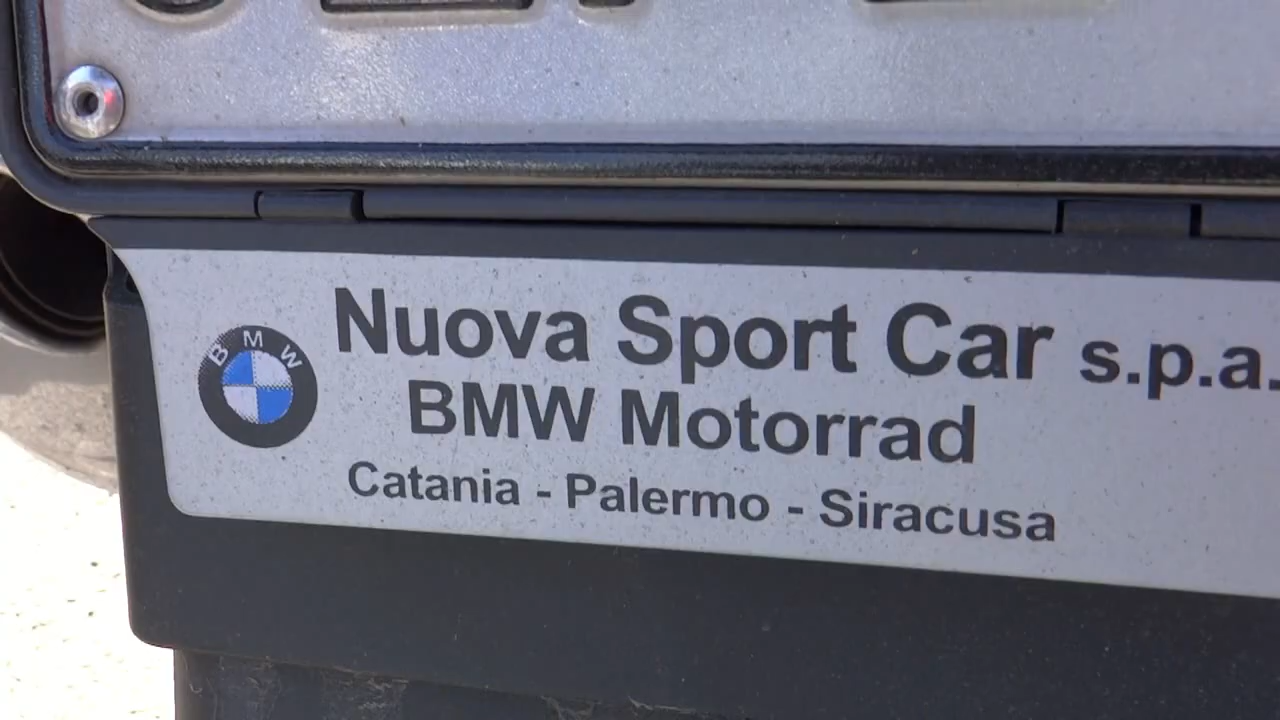 BMW
Nuova Sport Car s.p.a.
BMW Motorrad
Catania - Palermo - Siracusa